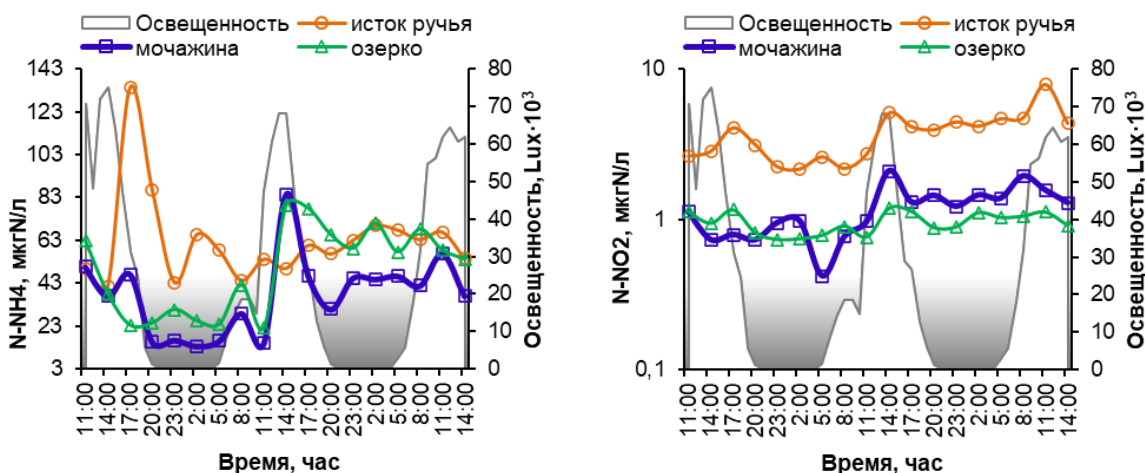 Освещенность исток ручья
мочажина озерко
143
123
103
83
63
43
23
3
N-NH4, мкгN/л
80
70
60
50
40
30
20
10
0
Освещенность, Lux·10³
11:00 14:00 17:00 20:00 23:00 2:00 5:00 8:00 11:00 14:00 17:00 20:00 23:00 2:00 5:00 8:00 11:00 14:00
Время, час
Освещенность исток ручья
мочажина озерко
10
1
0,1
N-NO2, мкгN/л
80
70
60
50
40
30
20
10
0
Освещенность, Lux·10³
11:00 14:00 17:00 20:00 23:00 2:00 5:00 8:00 11:00 14:00 17:00 20:00 23:00 2:00 5:00 8:00 11:00 14:00
Время, час